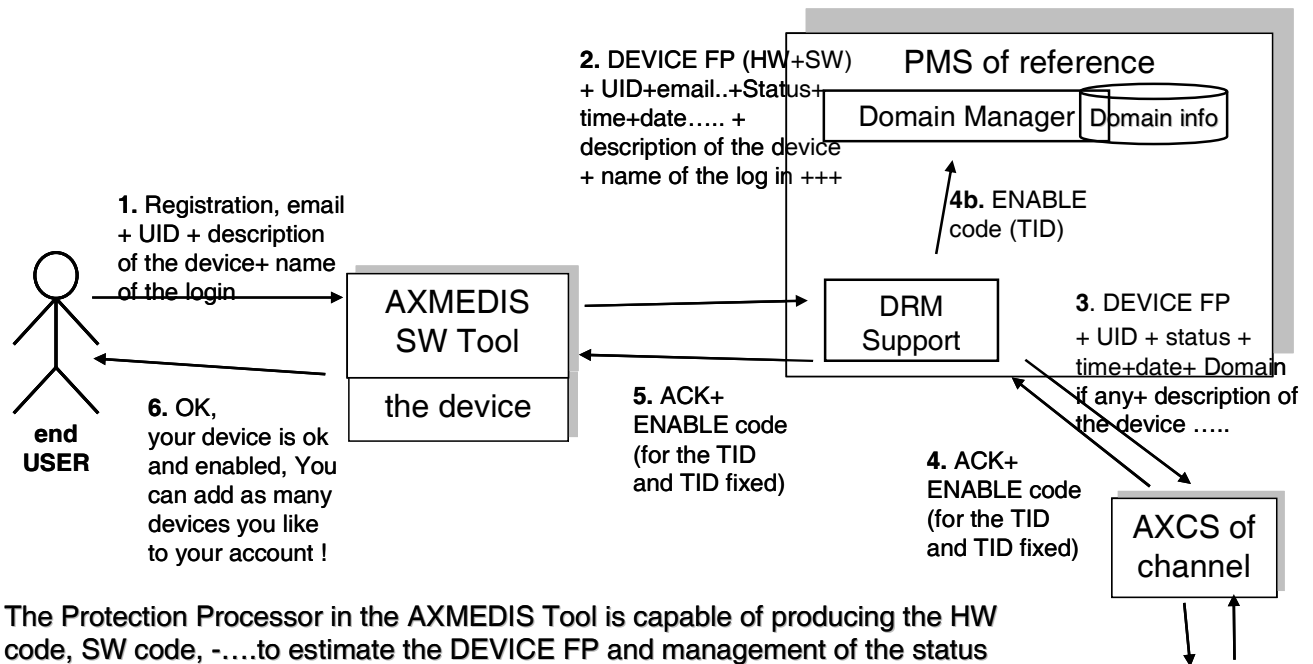 PMS of reference
Domain Manager
Domain info
2. DEVICE FP (HW+SW)
+ UID+email..+Status+
time+date….. +
description of the device
+ name of the log in +++
4b. ENABLE
code (TID)
1. Registration, email
+ UID + description
of the device+ name
of the login
AXMEDIS
SW Tool
the device
DRM
Support
3. DEVICE FP
+ UID + status +
time+date+ Domain
if any+ description of
the device …..
end
USER
6. OK,
your device is ok
and enabled, You
can add as many
devices you like
to your account !
5. ACK+
ENABLE code
(for the TID
and TID fixed)
4. ACK+
ENABLE code
(for the TID
and TID fixed)
AXCS of
channel
The Protection Processor in the AXMEDIS Tool is capable of producing the HW
code, SW code, -….to estimate the DEVICE FP and management of the status